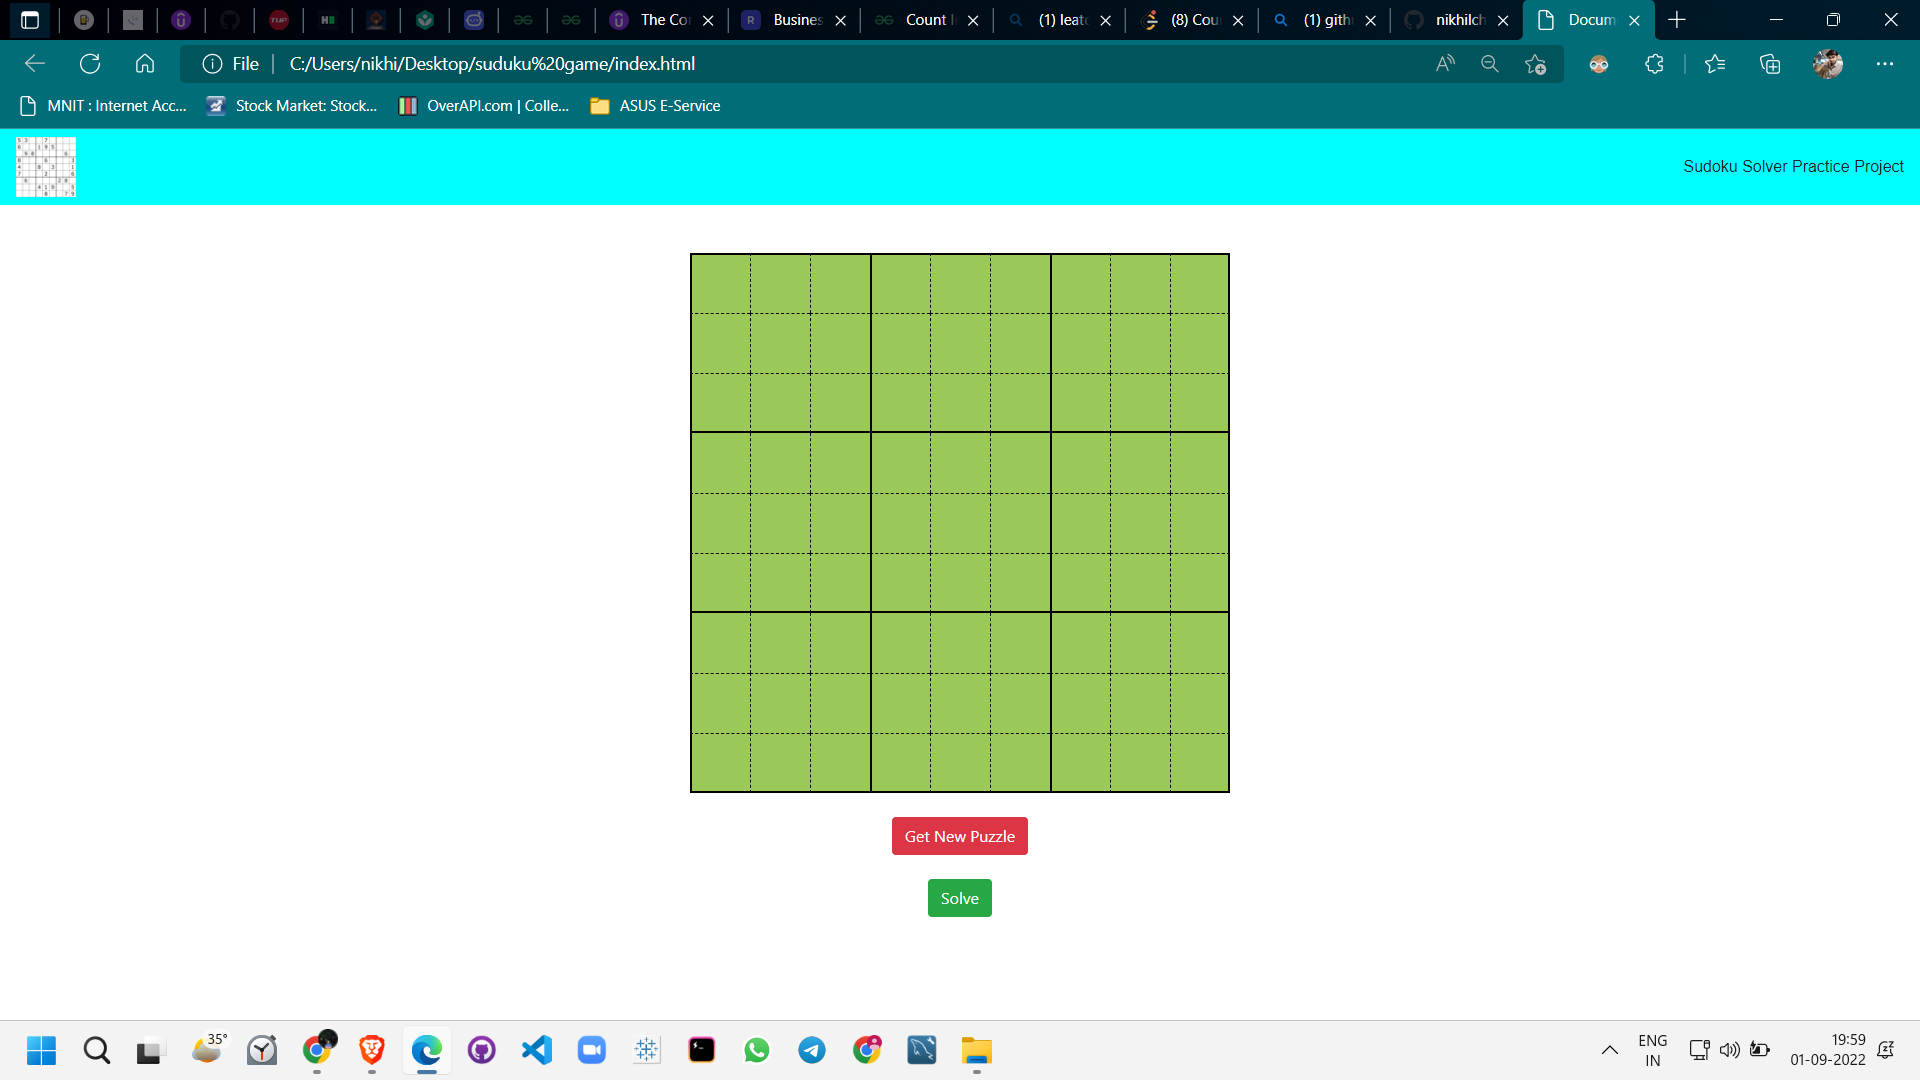 The Co
Busines
Count I
(1) leat
(8) Cou
(1) gith
nikhilch
Docum
File
C:/Users/nikhi/Desktop/suduku%20game/index.html
MNIT : Internet Acc...
Stock Market: Stock...
OverAPI.com | Colle...
ASUS E-Service
Sudoku Solver Practice Project
Get New Puzzle
Solve
35°
ENG
IN
19:59
01-09-2022